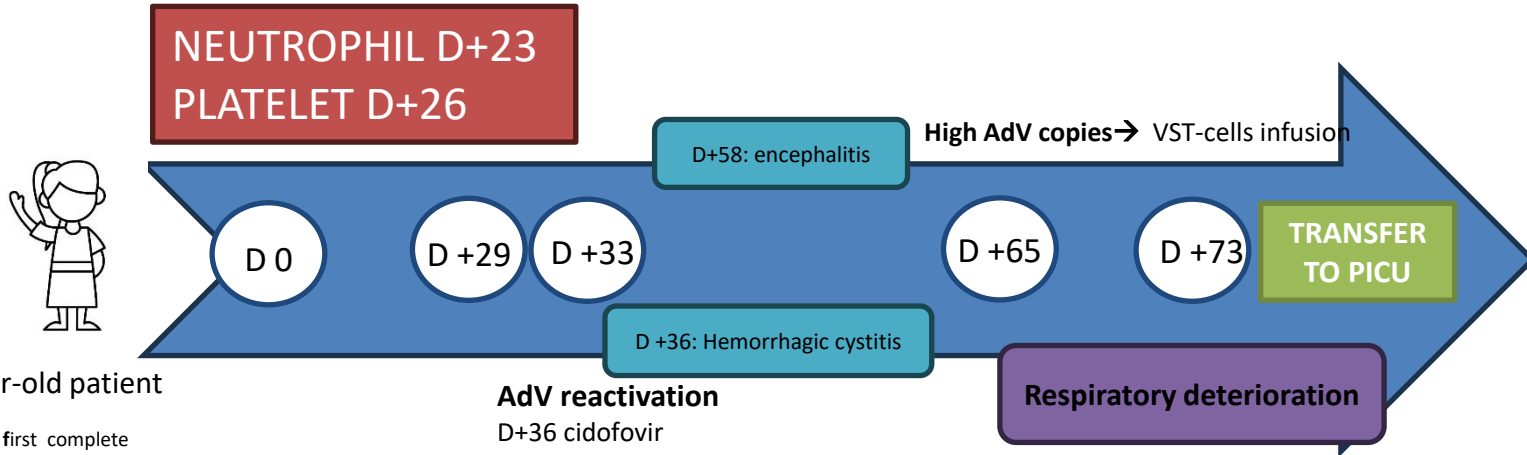 NEUTROPHIL D+23
PLATELET D+26
D+58: encephalitis
High AdV copies→ VST-cells infusion
D 0
D +29
D +33
D +65
D +73
TRANSFER
TO PICU
D +36: Hemorrhagic cystitis
r-old patient
first complete
AdV reactivation
D+36 cidofovir
Respiratory deterioration